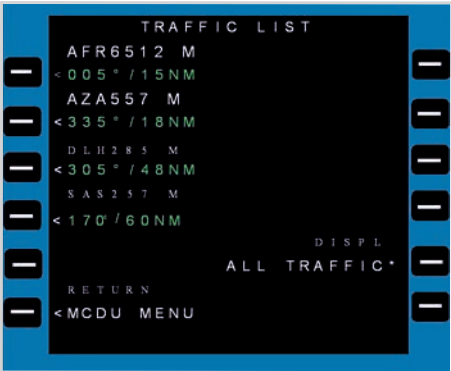 TRAFFIC LIST
AFR6512 M
<005°/15NM
AZA557 M
<335°/18NM
DLH285 M
<305°/48NM
SAS257 M
<170°/60NM
DISPL
ALL TRAFFIC*
RETURN
<MCDU MENU